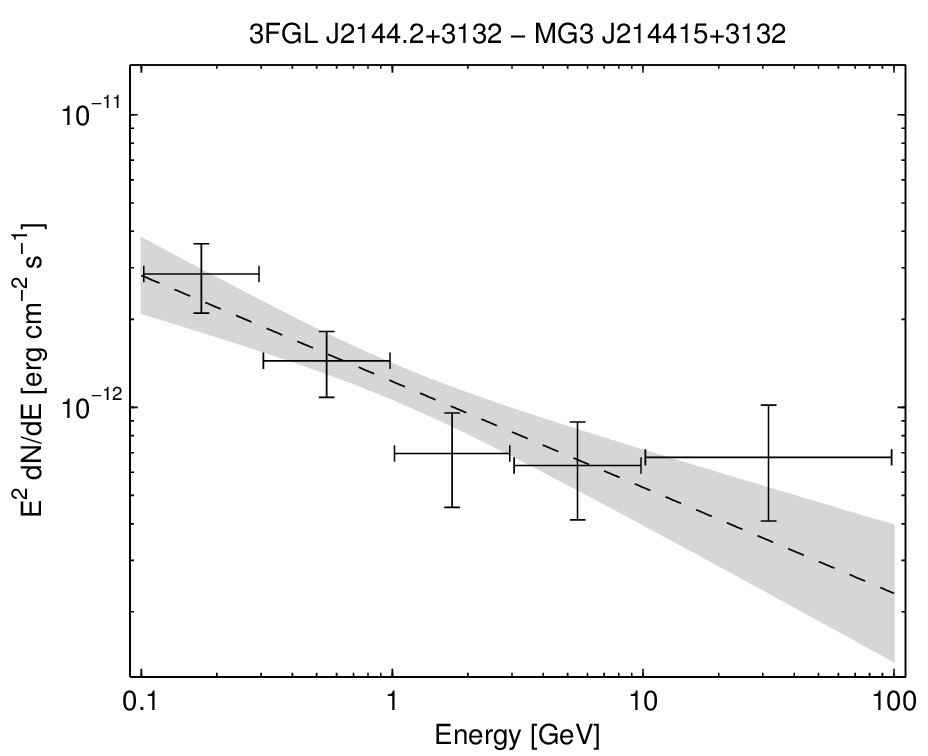 3FGL J2144.2+3132 − MG3 J214415+3132
10⁻¹¹
10⁻¹²
E² dN/dE [erg cm⁻² s⁻¹]
0.1 1 10 100
Energy [GeV]